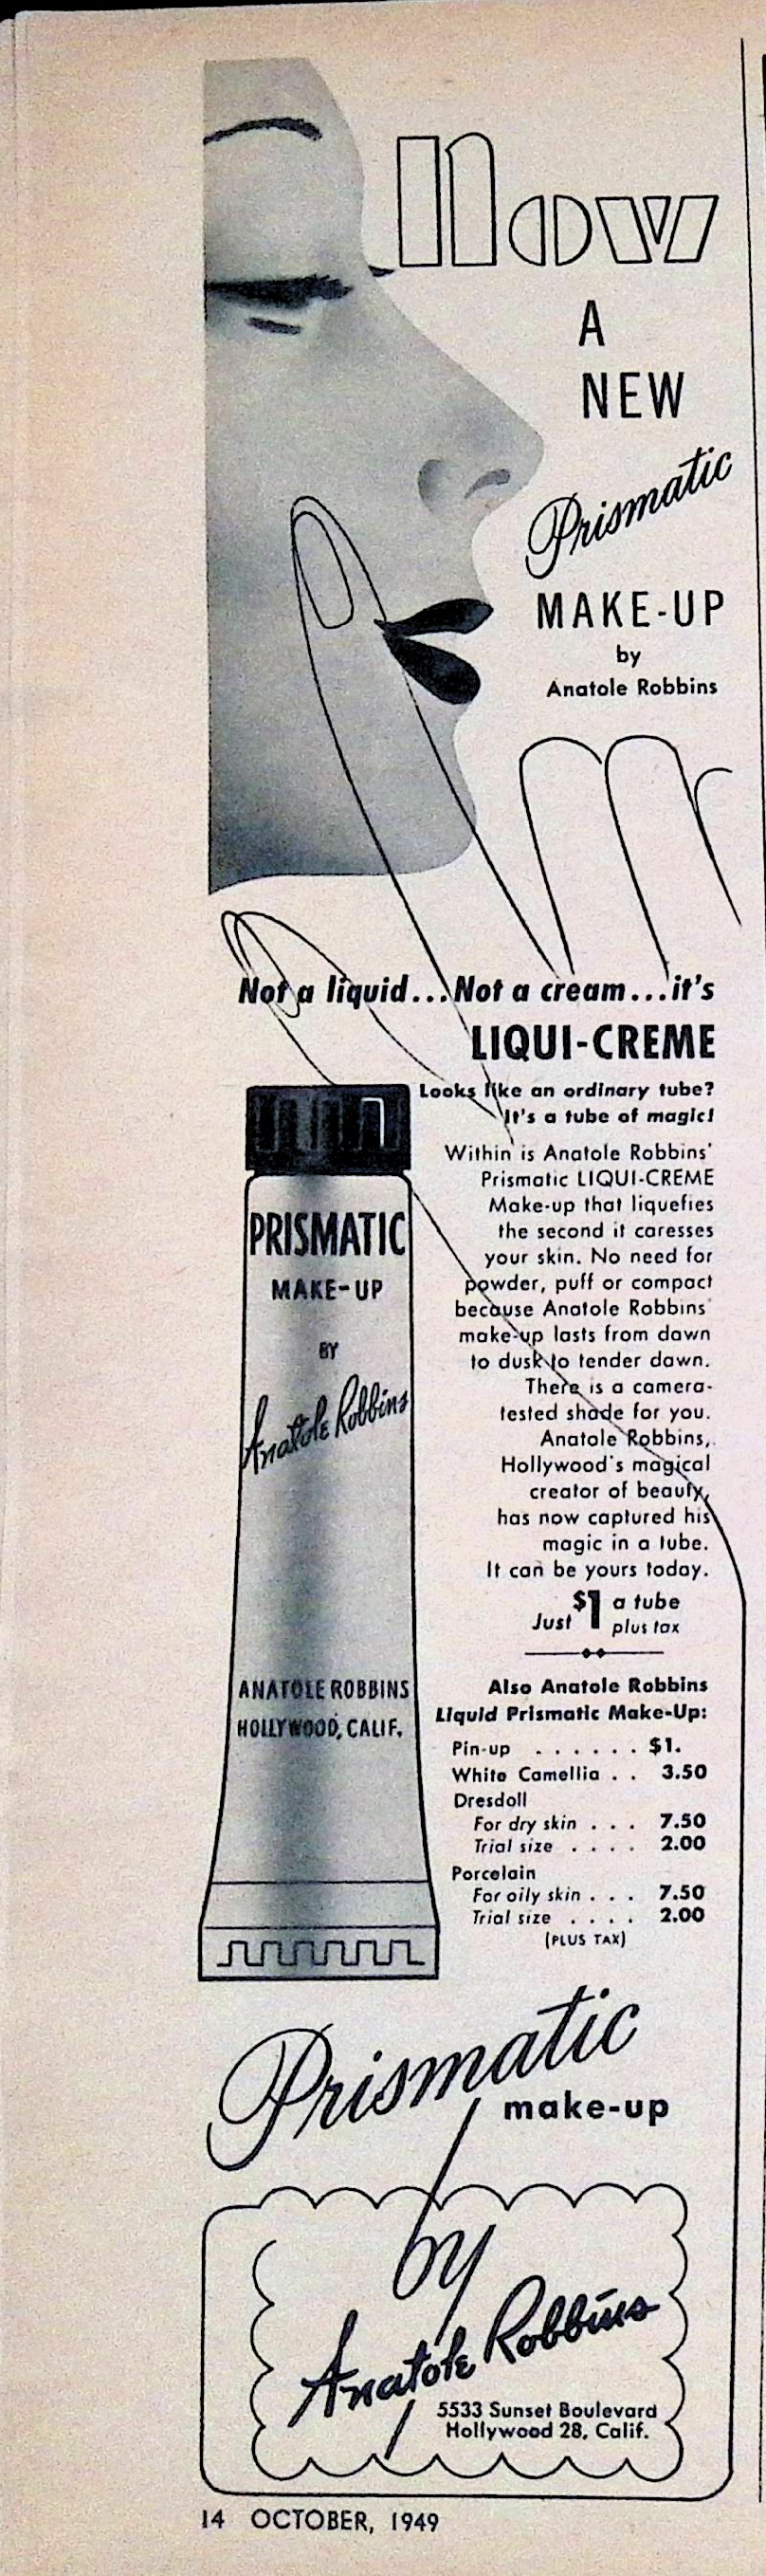 Now
A
NEW
Prismatic
MAKE-UP
by
Anatole Robbins
Not a liquid...Not a cream...it's
LIQUI-CREME
Looks like an ordinary tube?
It's a tube of magic!
Within is Anatole Robbins'
Prismatic LIQUI-CREME
Make-up that liquefies
the second it caresses
your skin. No need for
powder, puff or compact
because Anatole Robbins'
make-up lasts from dawn
to dusk to tender dawn.
There is a camera-
tested shade for you.
Anatole Robbins,
Hollywood's magical
creator of beauty,
has now captured his
magic in a tube.
It can be yours today.
Just $1 a tube
plus tax
PRISMATIC
MAKE-UP
BY
Anatole Robbins
ANATOLE ROBBINS
HOLLYWOOD, CALIF.
Also Anatole Robbins
Liquid Prismatic Make-Up:
Pin-up . . . . . . $1.
White Camellia . . 3.50
Dresdoll
For dry skin . . . 7.50
Trial size . . . . 2.00
Porcelain
For oily skin . . . 7.50
Trial size . . . . 2.00
(PLUS TAX)
Prismatic
make-up
by
Anatole Robbins
5533 Sunset Boulevard
Hollywood 28, Calif.
14 OCTOBER, 1949